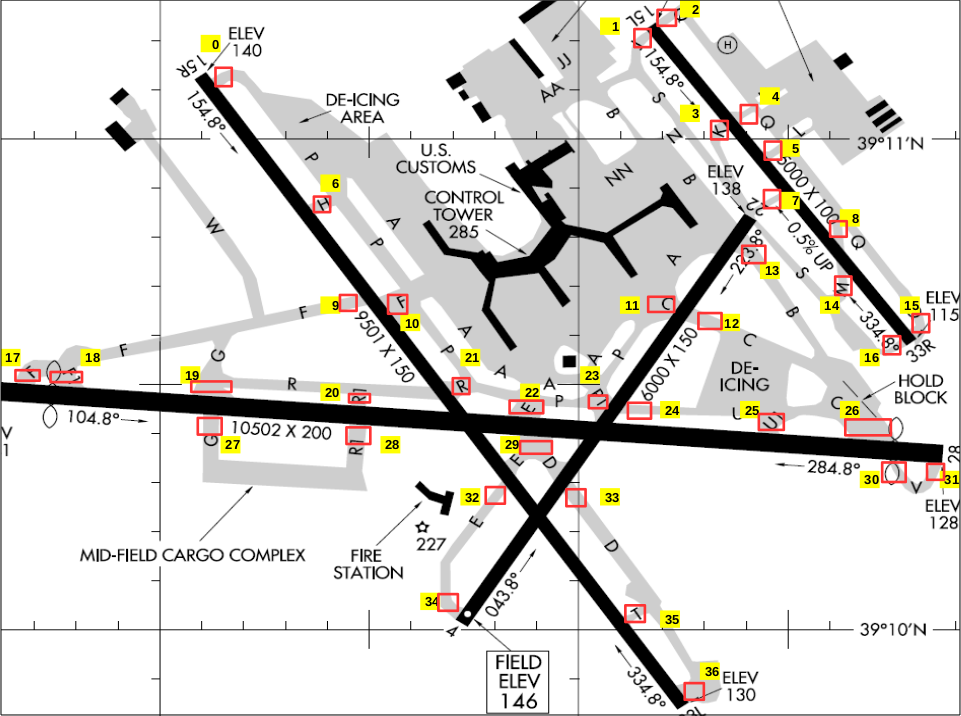 0
ELEV
140
15R
154.8°
DE-ICING
AREA
U.S.
CUSTOMS
CONTROL
TOWER
285
AA
JJ
1
15L
2
154.8°
B
S
N
B
3
K
4
Q
L
5
39°11'N
5000 X 100
NN
ELEV
138
22
7
8
Q
0.5% UP
P
6
H
A
P
W
223.8°
13
S
A
11
C
12
B
C
14
M
334.8°
15
ELEV
115
16
33R
9
F
F
10
9501 X 150
A
P
6000 X 150
A
P
17
F
18
F
G
19
R
20
R1
21
R
A
22
E
A
P
23
D
24
DE-
ICING
U
25
U
C
26
HOLD
BLOCK
104.8°
V
1
27
G
10502 X 200
28
R1
29
E
D
284.8°
30
V
31
28
ELEV
128
MID-FIELD CARGO COMPLEX
FIRE
STATION
227
32
E
33
D
34
4
043.8°
35
T
39°10'N
FIELD
ELEV
146
334.8°
36
ELEV
130